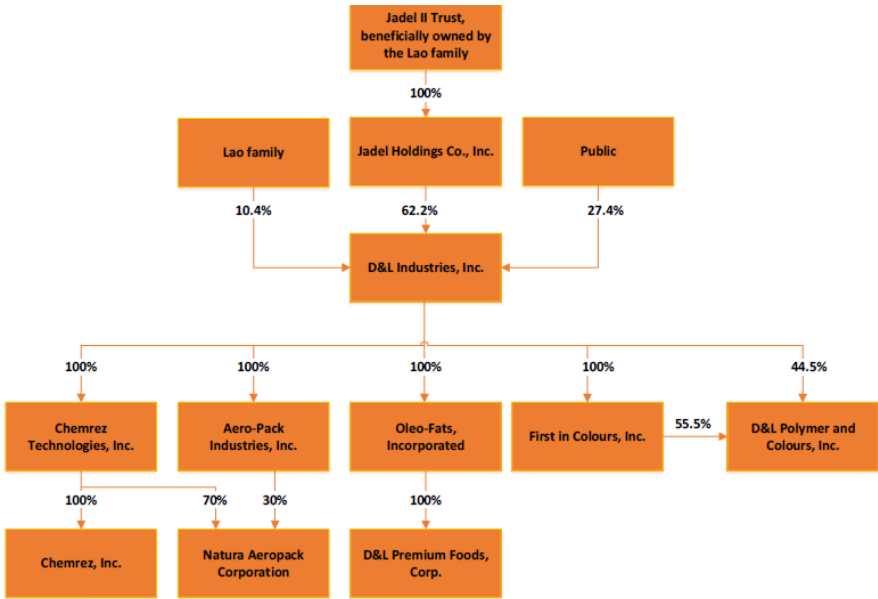 Jadel II Trust,
beneficially owned by
the Lao family
100%
Lao family
Jadel Holdings Co., Inc.
Public
10.4%
62.2%
27.4%
D&L Industries, Inc.
100%
100%
100%
100%
44.5%
Chemrez
Technologies, Inc.
Aero-Pack
Industries, Inc.
Oleo-Fats,
Incorporated
First in Colours, Inc.
55.5%
D&L Polymer and
Colours, Inc.
100%
70%
30%
100%
Chemrez, Inc.
Natura Aeropack
Corporation
D&L Premium Foods,
Corp.